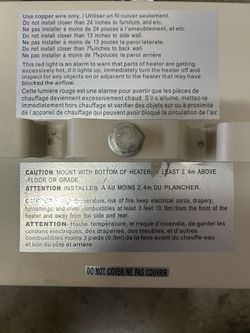 Use copper wire only. / Utiliser un fil cuiver seulement.
Do not install closer than 24 inches to furniture. and etc.
Ne pas installer à moins de 24 pouces à l'ameublement, et etc.
Do not install closer than 13 inches to side wall.
Ne pas installer à moins de 13 pouces la paroi latérale.
Do not install closer than 7¾inches to back wall.
Ne pas installer à moins de 7¾pouces la paroi arrière.
This red light is an alarm to warn that parts of heater are getting
excessively hot, if it lights up, immediately turn the heater off and
inspect for any objects on or adjacent to the heater that may have
blocked the airflow.
Cette lumière rouge est une alarme pour avertir que les pièces de
chauffage deviennent excessivement chaud. S'il s'allume, mettez-le
immédiatement hors chauffage et vérifiez des objets sur ou à proximité
de l'appareil de chauffage qui peuvent avoir bloqué la circulation de l'air.
CAUTION: MOUNT WITH BOTTOM OF HEATER LEAST 2.4m ABOVE
FLOOR OR GRADE.
ATTENTION: INSTALLER À AU MOINS 2.4m DU PLANCHER.
temperature, risk of fire, keep electrical cords, drapery,
furnishings, and other combustibles at least 3 feet (0.9m) from the front of the
heater and away from the side and rear.
ATTENTION-Haute température, le risque d'incendie, de garder les
cordons électriques, des draperies, des meubles, et d'autres
combustibles moins 3 pieds (0.9m) de la face avant du chauffe-eau
et loin du côté et arrière.
DO NOT COVER/NE PAS COUVRIR